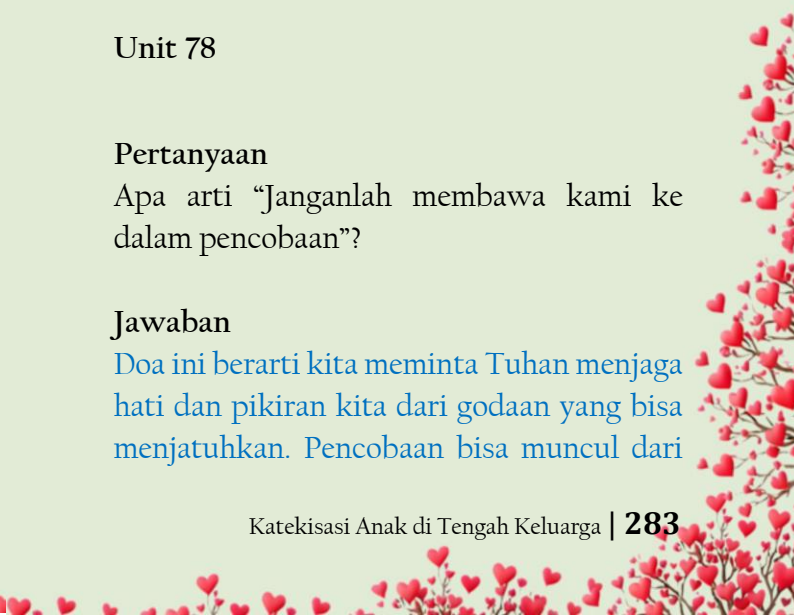 Unit 78
Pertanyaan
Apa arti “Janganlah membawa kami ke
dalam pencobaan”?
Jawaban
Doa ini berarti kita meminta Tuhan menjaga
hati dan pikiran kita dari godaan yang bisa
menjatuhkan. Pencobaan bisa muncul dari
Katekisasi Anak di Tengah Keluarga | 283